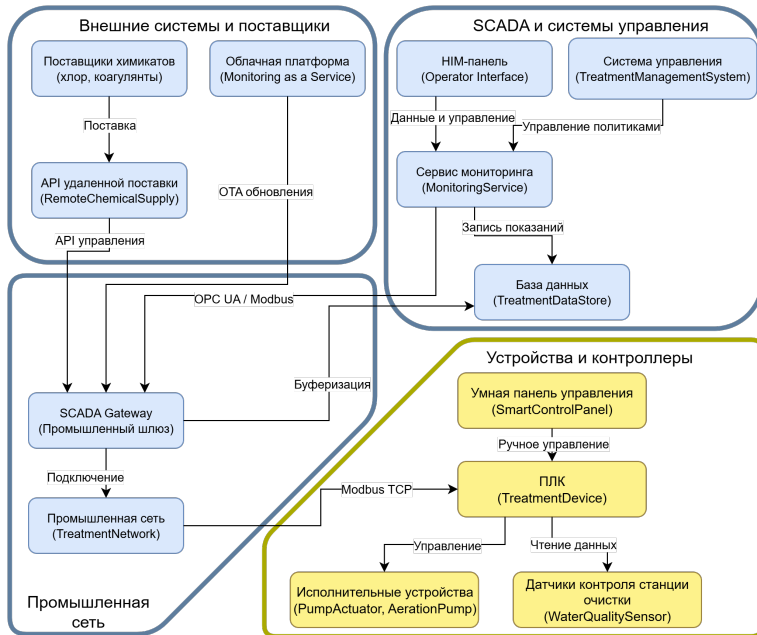 Внешние системы и поставщики
Поставщики химикатов
(хлор, коагулянты)
Облачная платформа
(Monitoring as a Service)
Поставка
API удаленной поставки
(RemoteChemicalSupply)
OTA обновления
API управления
SCADA и системы управления
HIM-панель
(Operator Interface)
Система управления
(TreatmentManagementSystem)
Данные и управление
Управление политиками
Сервис мониторинга
(MonitoringService)
Запись показаний
База данных
(TreatmentDataStore)
OPC UA / Modbus
Буферизация
SCADA Gateway
(Промышленный шлюз)
Подключение
Промышленная сеть
(TreatmentNetwork)
Modbus TCP
Промышленная
сеть
Устройства и контроллеры
Умная панель управления
(SmartControlPanel)
Ручное управление
ПЛК
(TreatmentDevice)
Управление
Чтение данных
Исполнительные устройства
(PumpActuator, AerationPump)
Датчики контроля станции
очистки
(WaterQualitySensor)